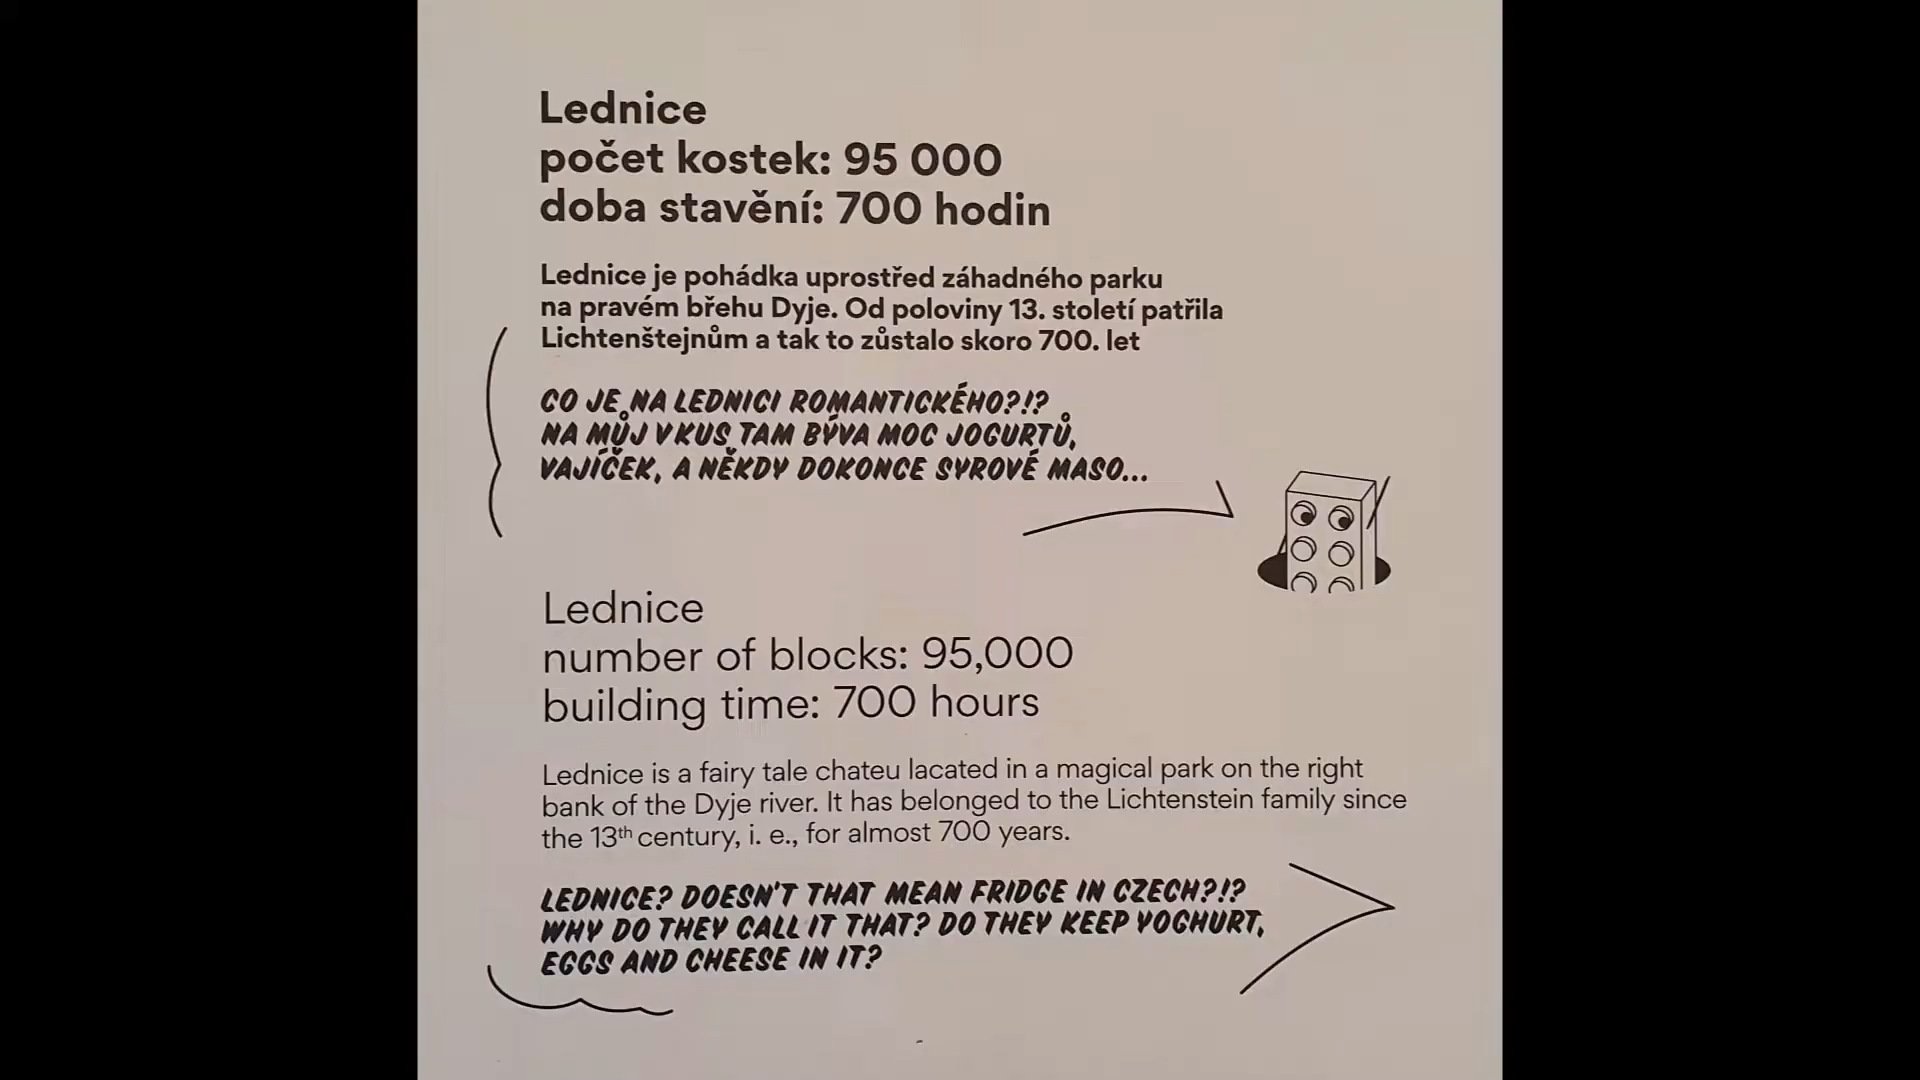 Lednice
počet kostek: 95 000
doba stavění: 700 hodin
Lednice je pohádka uprostřed záhadného parku
na pravém břehu Dyje. Od poloviny 13. století patřila
Lichtenštejnům a tak to zůstalo skoro 700. let
CO JE NA LEDNICI ROMANTICKÉHO?!?
NA MŮJ VKUS TAM BÝVA MOC JOGURTŮ,
VAJÍČEK, A NĚKDY DOKONCE SYROVÉ MASO...
Lednice
number of blocks: 95,000
building time: 700 hours
Lednice is a fairy tale chateu lacated in a magical park on the right
bank of the Dyje river. It has belonged to the Lichtenstein family since
the 13th century, i. e., for almost 700 years.
LEDNICE? DOESN'T THAT MEAN FRIDGE IN CZECH?!?
WHY DO THEY CALL IT THAT? DO THEY KEEP YOGHURT,
EGGS AND CHEESE IN IT?